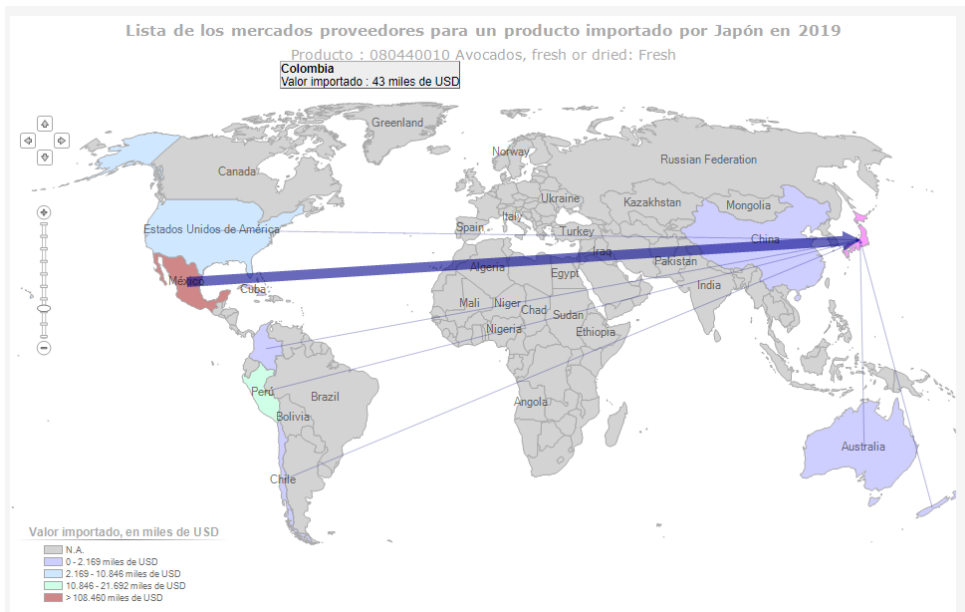 Lista de los mercados proveedores para un producto importado por Japón en 2019
Producto : 080440010 Avocados, fresh or dried: Fresh
Colombia
Valor importado : 43 miles de USD
Greenland
Norway
Russian Federation
Canada
Ukraine
Kazakhstan
Mongolia
Italy
Spain
Turkey
Estados Unidos de América
China
Iraq
Pakistan
Algeria
Egypt
México
Cuba
India
Mali
Niger
Chad
Sudan
Nigeria
Ethiopia
Perú
Brazil
Angola
Bolivia
Australia
Chile
Valor importado, en miles de USD
N.A.
0 - 2.169 miles de USD
2.169 - 10.846 miles de USD
10.846 - 21.692 miles de USD
> 108.460 miles de USD